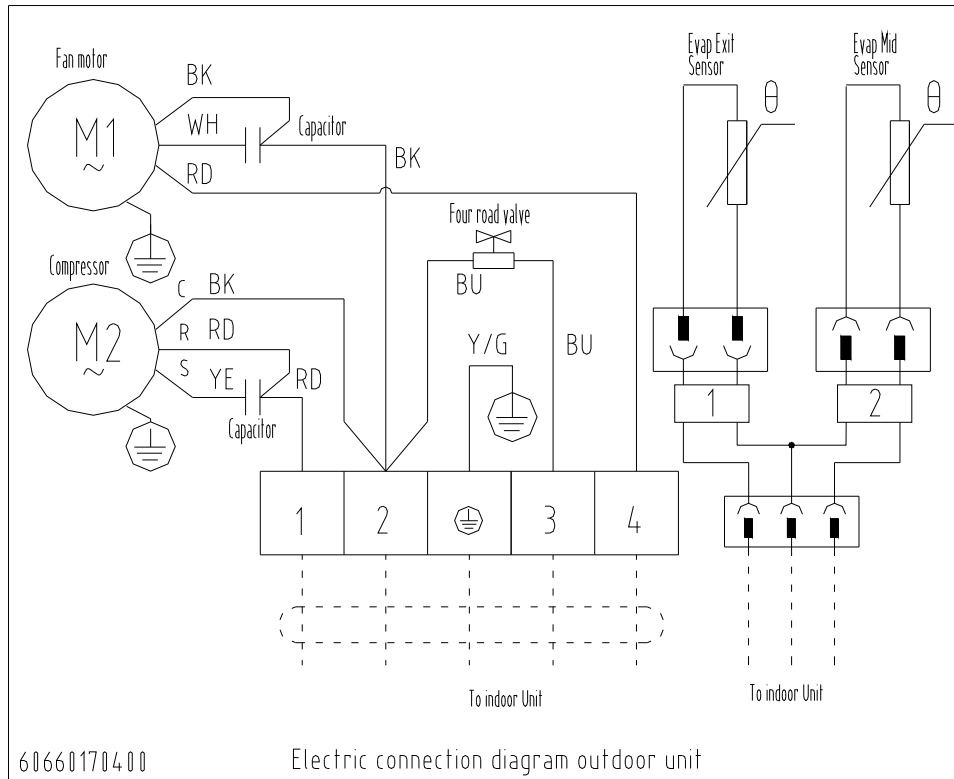 Fan motor
M1
~
BK
WH
RD
Capacitor
BK
Compressor
M2
~
C BK
R RD
S YE
RD
Capacitor
Four road valve
BU
BU
Y/G
Evap Exit
Sensor
θ
Evap Mid
Sensor
θ
1
2
1
2
3
4
To indoor Unit
To indoor Unit
60660170400
Electric connection diagram outdoor unit